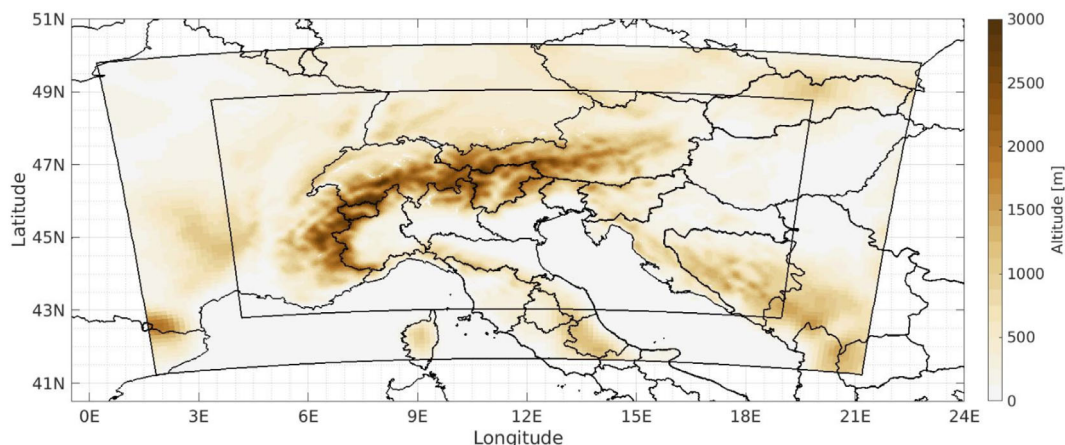 51N
49N
47N
45N
43N
41N
Latitude
0E 3E 6E 9E 12E 15E 18E 21E 24E
Longitude
3000
2500
2000
1500
1000
500
0
Altitude [m]